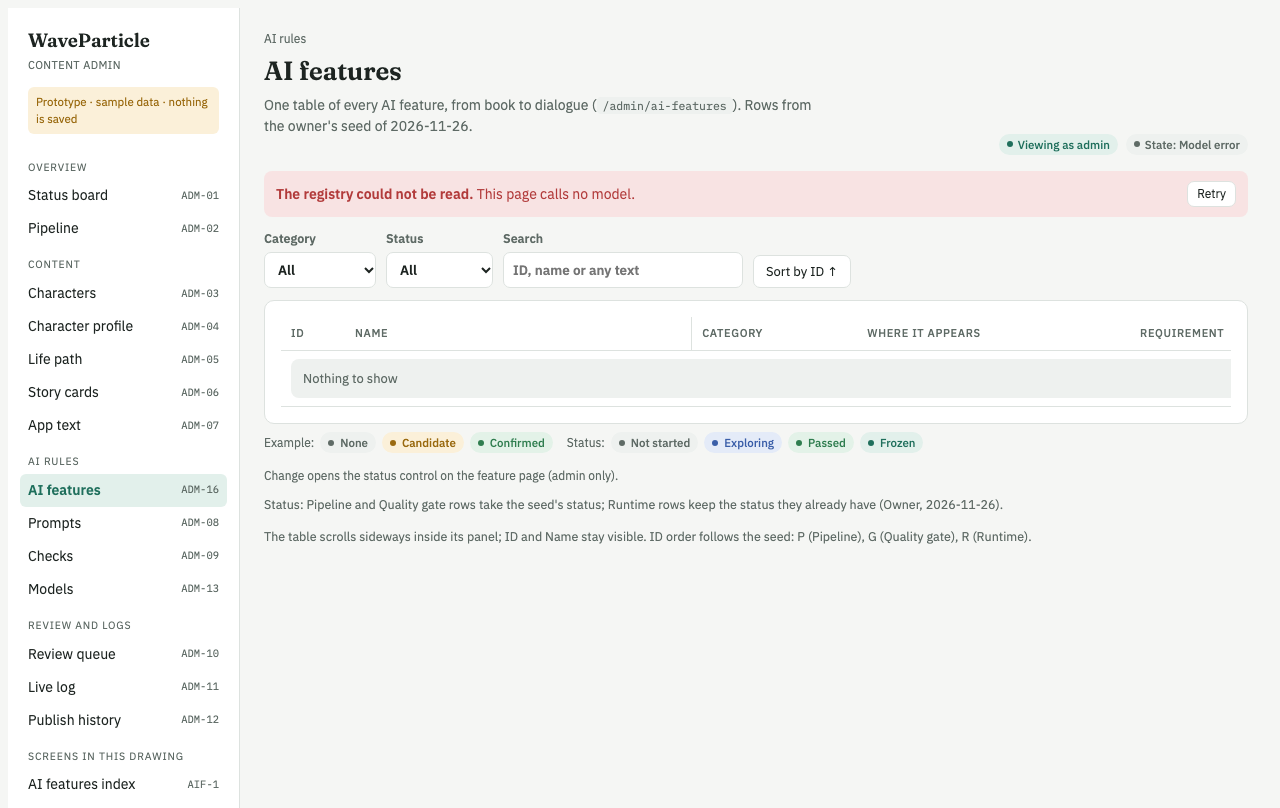 WaveParticle
CONTENT ADMIN
Prototype · sample data · nothing
is saved
OVERVIEW
Status board ADM-01
Pipeline ADM-02
CONTENT
Characters ADM-03
Character profile ADM-04
Life path ADM-05
Story cards ADM-06
App text ADM-07
AI RULES
AI features ADM-16
Prompts ADM-08
Checks ADM-09
Models ADM-13
REVIEW AND LOGS
Review queue ADM-10
Live log ADM-11
Publish history ADM-12
SCREENS IN THIS DRAWING
AI features index AIF-1
AI rules
AI features
One table of every AI feature, from book to dialogue ( /admin/ai-features ). Rows from
the owner's seed of 2026-11-26.
Viewing as admin State: Model error
The registry could not be read. This page calls no model. Retry
Category Status Search
All All ID, name or any text Sort by ID ↑
ID NAME CATEGORY WHERE IT APPEARS REQUIREMENT
Nothing to show
Example: None Candidate Confirmed Status: Not started Exploring Passed Frozen
Change opens the status control on the feature page (admin only).
Status: Pipeline and Quality gate rows take the seed's status; Runtime rows keep the status they already have (Owner, 2026-11-26).
The table scrolls sideways inside its panel; ID and Name stay visible. ID order follows the seed: P (Pipeline), G (Quality gate), R (Runtime).